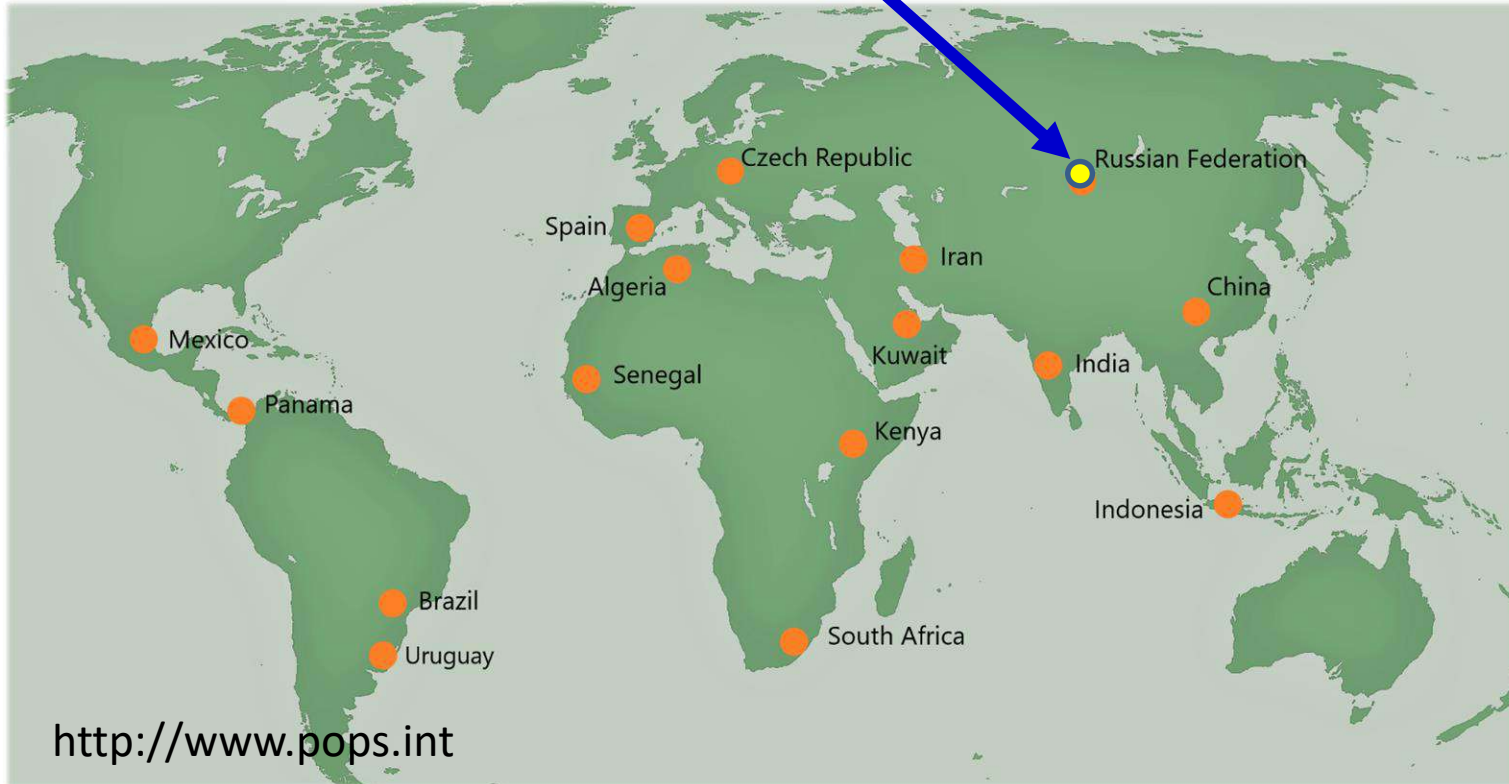 Czech Republic
Russian Federation
Spain
Iran
Algeria
China
Mexico
Kuwait
India
Senegal
Panama
Kenya
Indonesia
Brazil
South Africa
Uruguay
http://www.pops.int